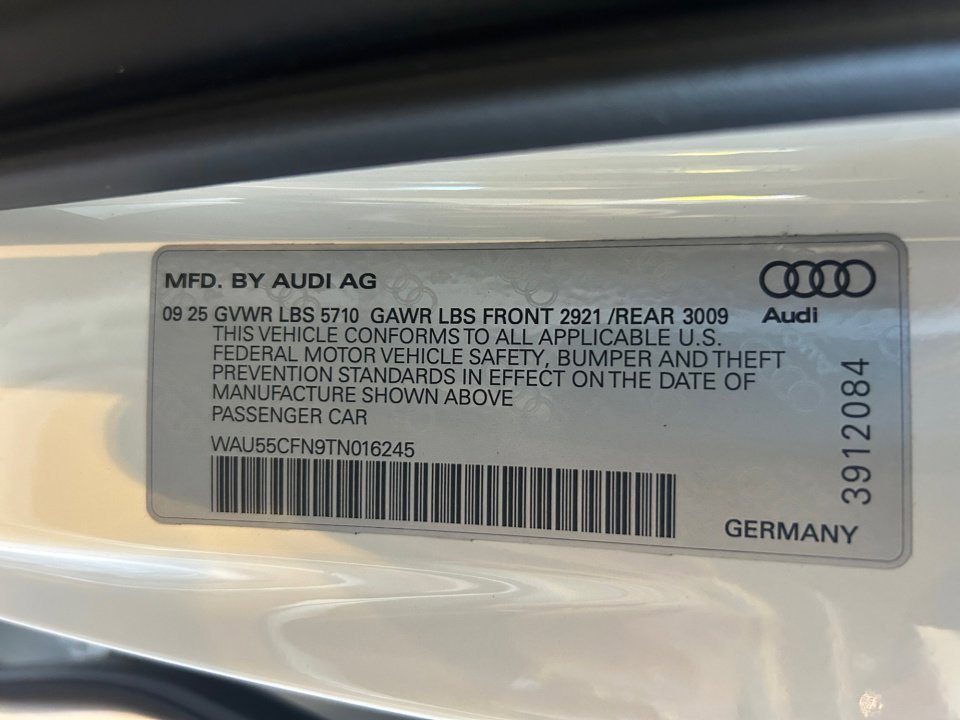 MFD. BY AUDI AG
Audi
09 25 GVWR LBS 5710 GAWR LBS FRONT 2921 /REAR 3009
THIS VEHICLE CONFORMS TO ALL APPLICABLE U.S.
FEDERAL MOTOR VEHICLE SAFETY, BUMPER AND THEFT
PREVENTION STANDARDS IN EFFECT ON THE DATE OF
MANUFACTURE SHOWN ABOVE
PASSENGER CAR
WAU55CFN9TN016245
GERMANY
3912084